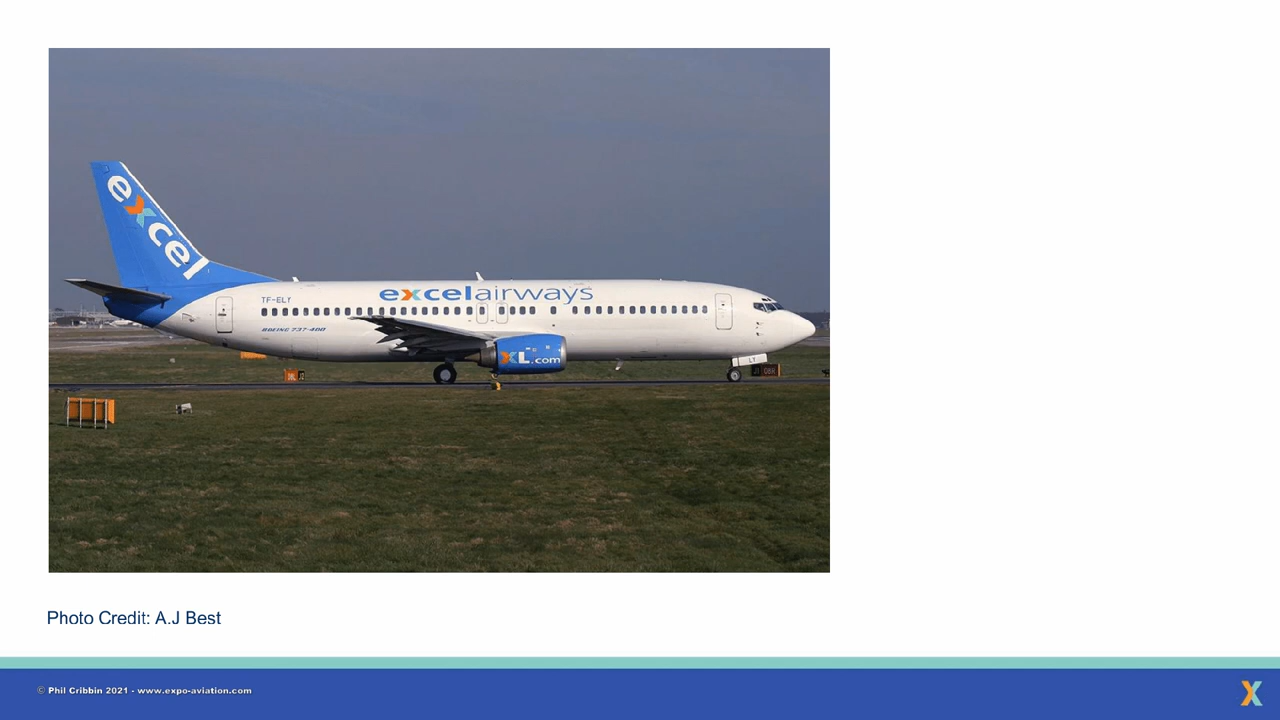 excel
TF-ELY
excelairways
BOEING 737-400
XL.com
LY
Photo Credit: A.J Best
© Phil Cribbin 2021 - www.expo-aviation.com
X